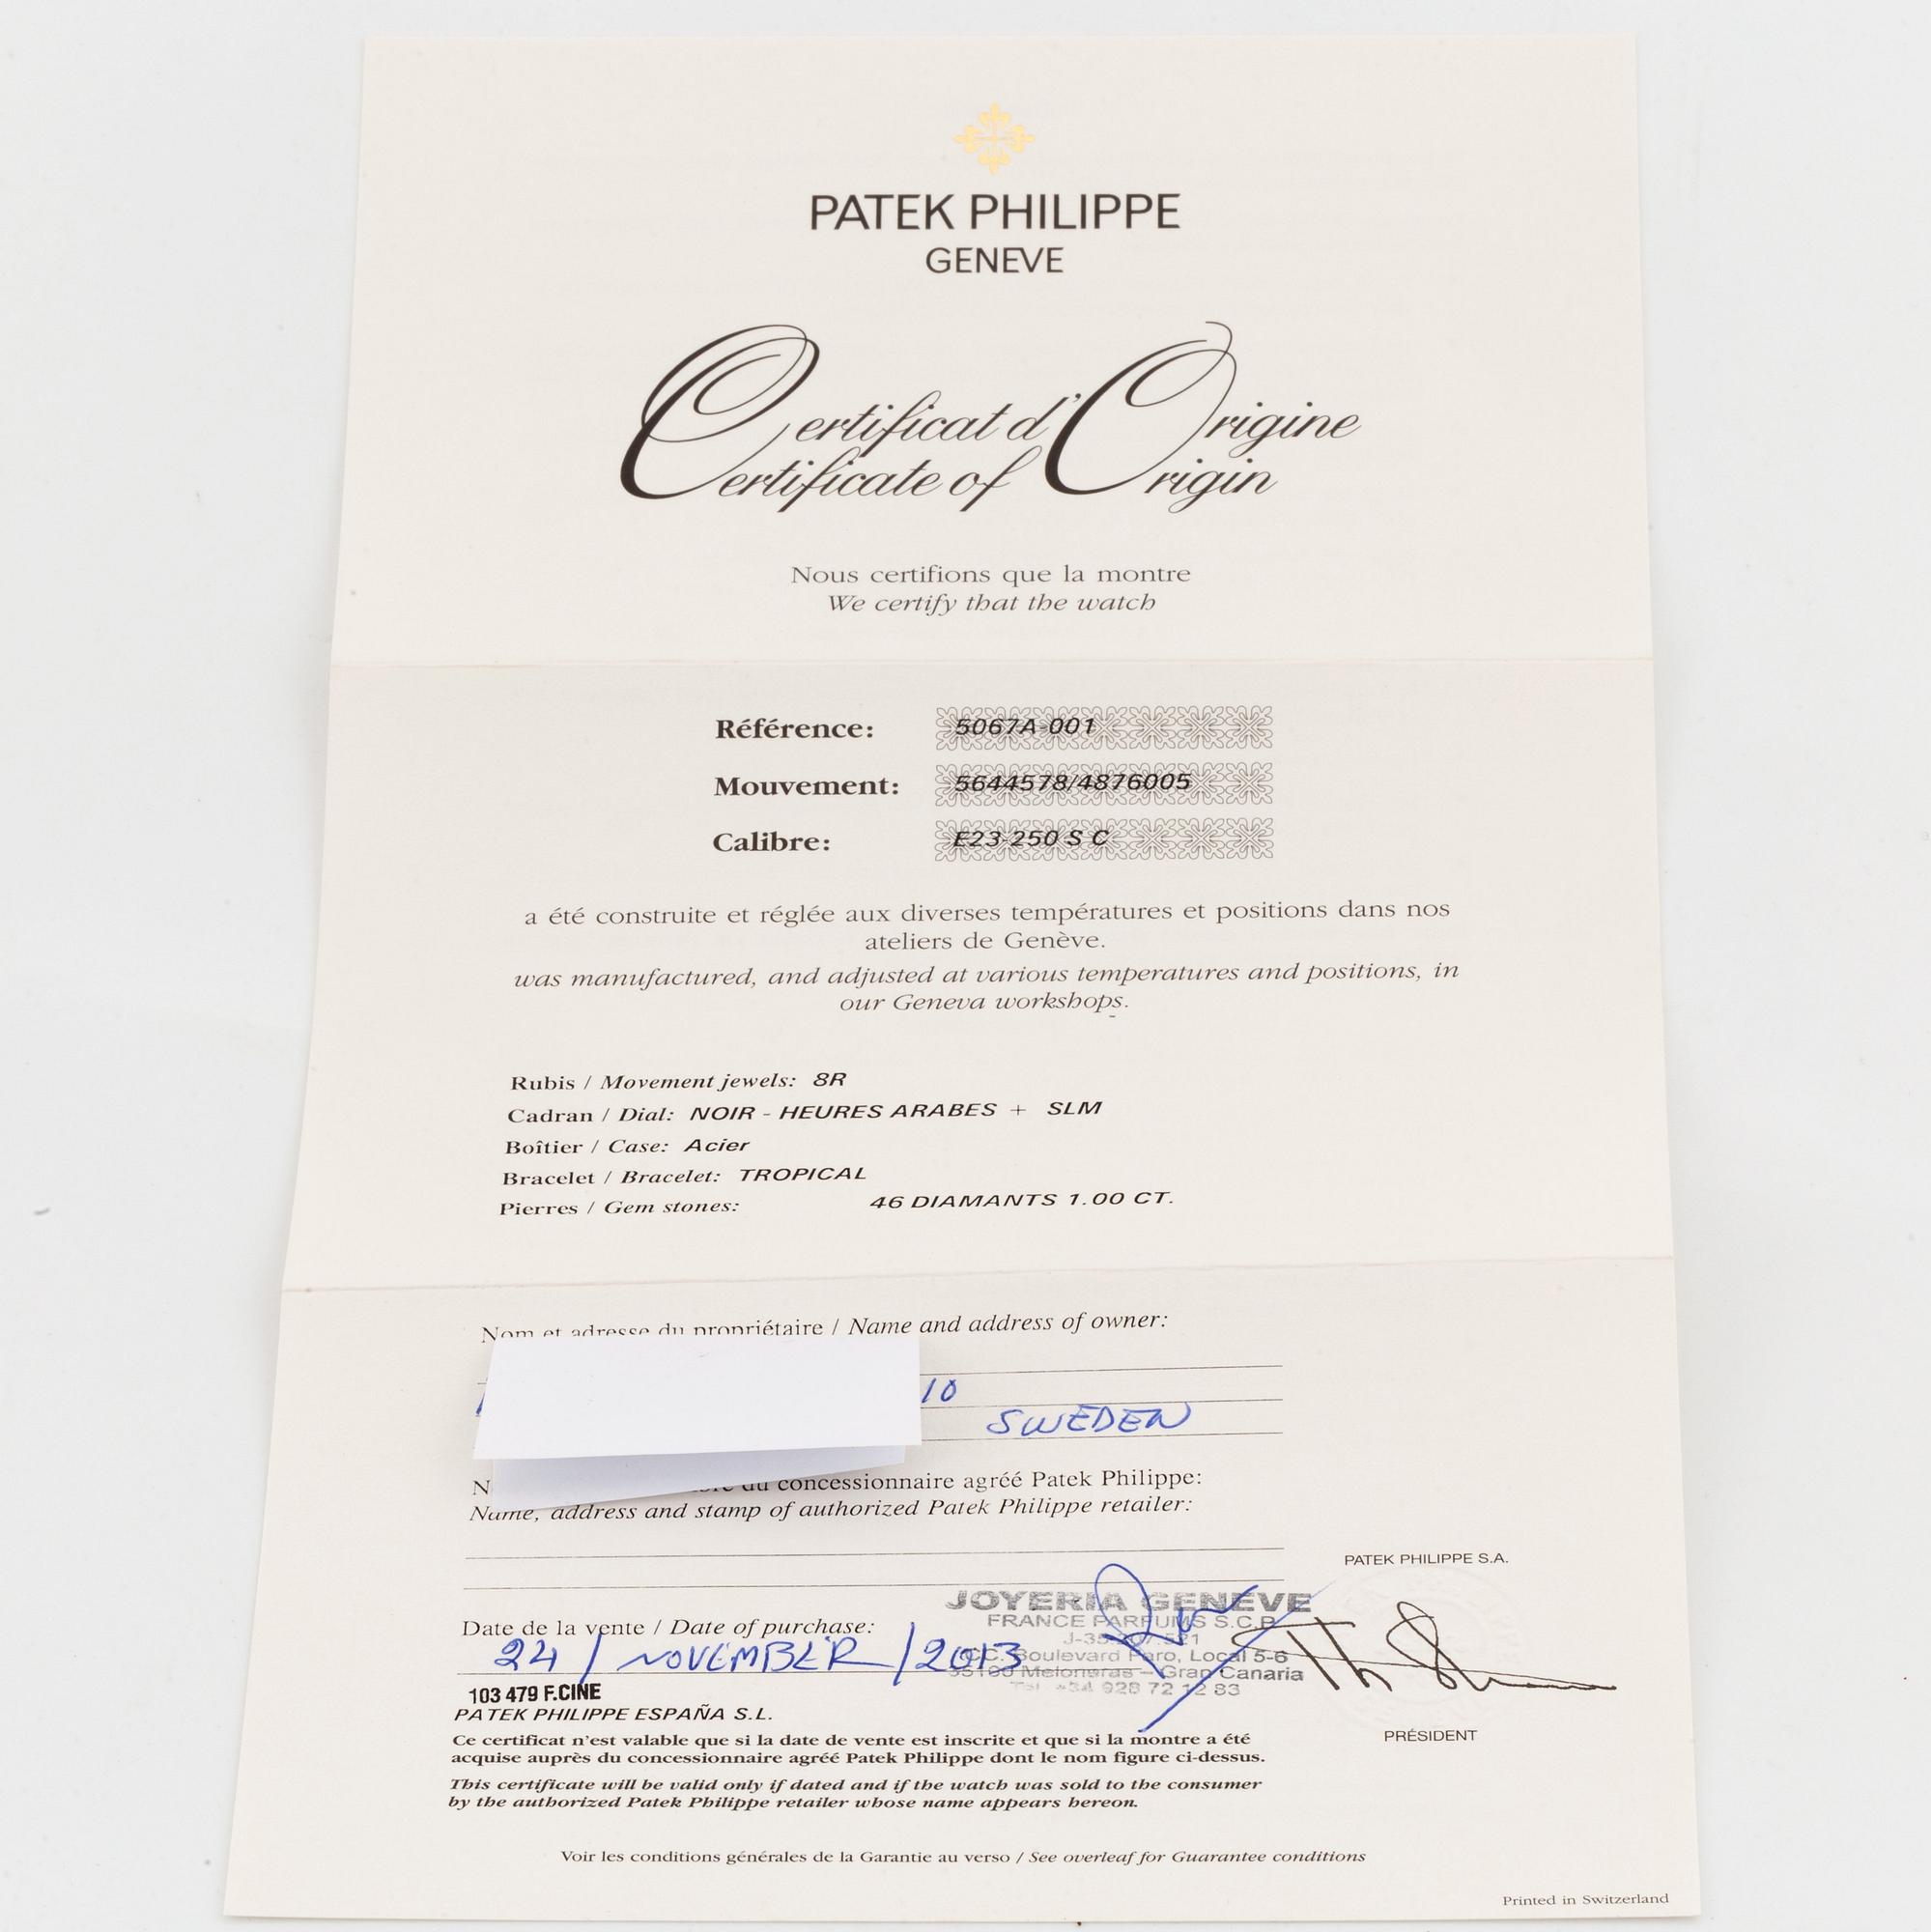 PATEK PHILIPPE
GENEVE
Certificat d'Origine
Certificate of Origin
Nous certifions que la montre
We certify that the watch
Référence: 5067A-001
Mouvement: 5644578/4876005
Calibre: E23-250 S C
a été construite et réglée aux diverses températures et positions dans nos
ateliers de Genève.
was manufactured, and adjusted at various temperatures and positions, in
our Geneva workshops.
Rubis / Movement jewels: 8R
Cadran / Dial: NOIR - HEURES ARABES + SLM
Boîtier / Case: Acier
Bracelet / Bracelet: TROPICAL
Pierres / Gem stones: 46 DIAMANTS 1.00 CT.
Nom et adresse du propriétaire / Name and address of owner:
10
SWEDEN
du concessionnaire agréé Patek Philippe:
Name, address and stamp of authorized Patek Philippe retailer:
PATEK PHILIPPE S.A.
JOYERIA GENEVE
FRANCE PARFUMS S.C.P.
Date de la vente / Date of purchase:
24 / NOVEMBER / 2013
C.C. Boulevard Faro, Local 5-6
35100 Meloneras - Gran Canaria
Tel. +34 928 72 12 83
103 479 F.CINE
PATEK PHILIPPE ESPAÑA S.L.
PRÉSIDENT
Ce certificat n'est valable que si la date de vente est inscrite et que si la montre a été
acquise auprès du concessionnaire agréé Patek Philippe dont le nom figure ci-dessus.
This certificate will be valid only if dated and if the watch was sold to the consumer
by the authorized Patek Philippe retailer whose name appears hereon.
Voir les conditions générales de la Garantie au verso / See overleaf for Guarantee conditions
Printed in Switzerland